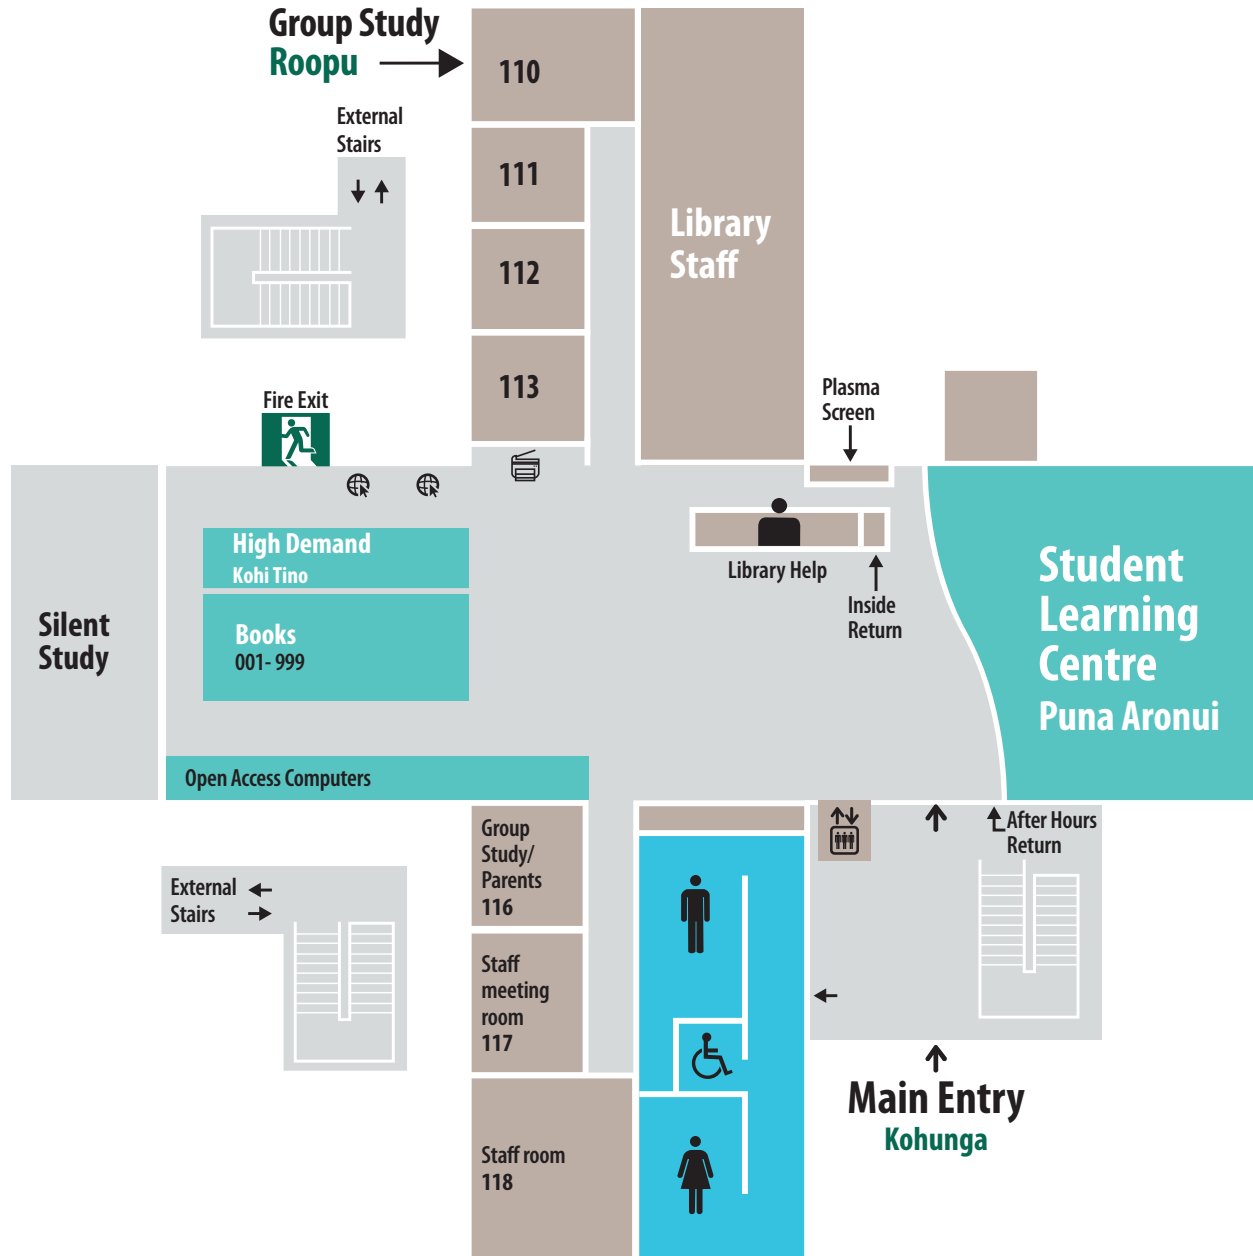 Group Study
Roopu
110
External
Stairs
111
Library
Staff
112
113
Plasma
Screen
Fire Exit
High Demand
Kohi Tino
Library Help
Inside
Return
Student
Learning
Centre
Puna Aronui
Silent
Study
Books
001- 999
Open Access Computers
Group
Study/
Parents
116
After Hours
Return
External
Stairs
Staff
meeting
room
117
Main Entry
Kohunga
Staff room
118